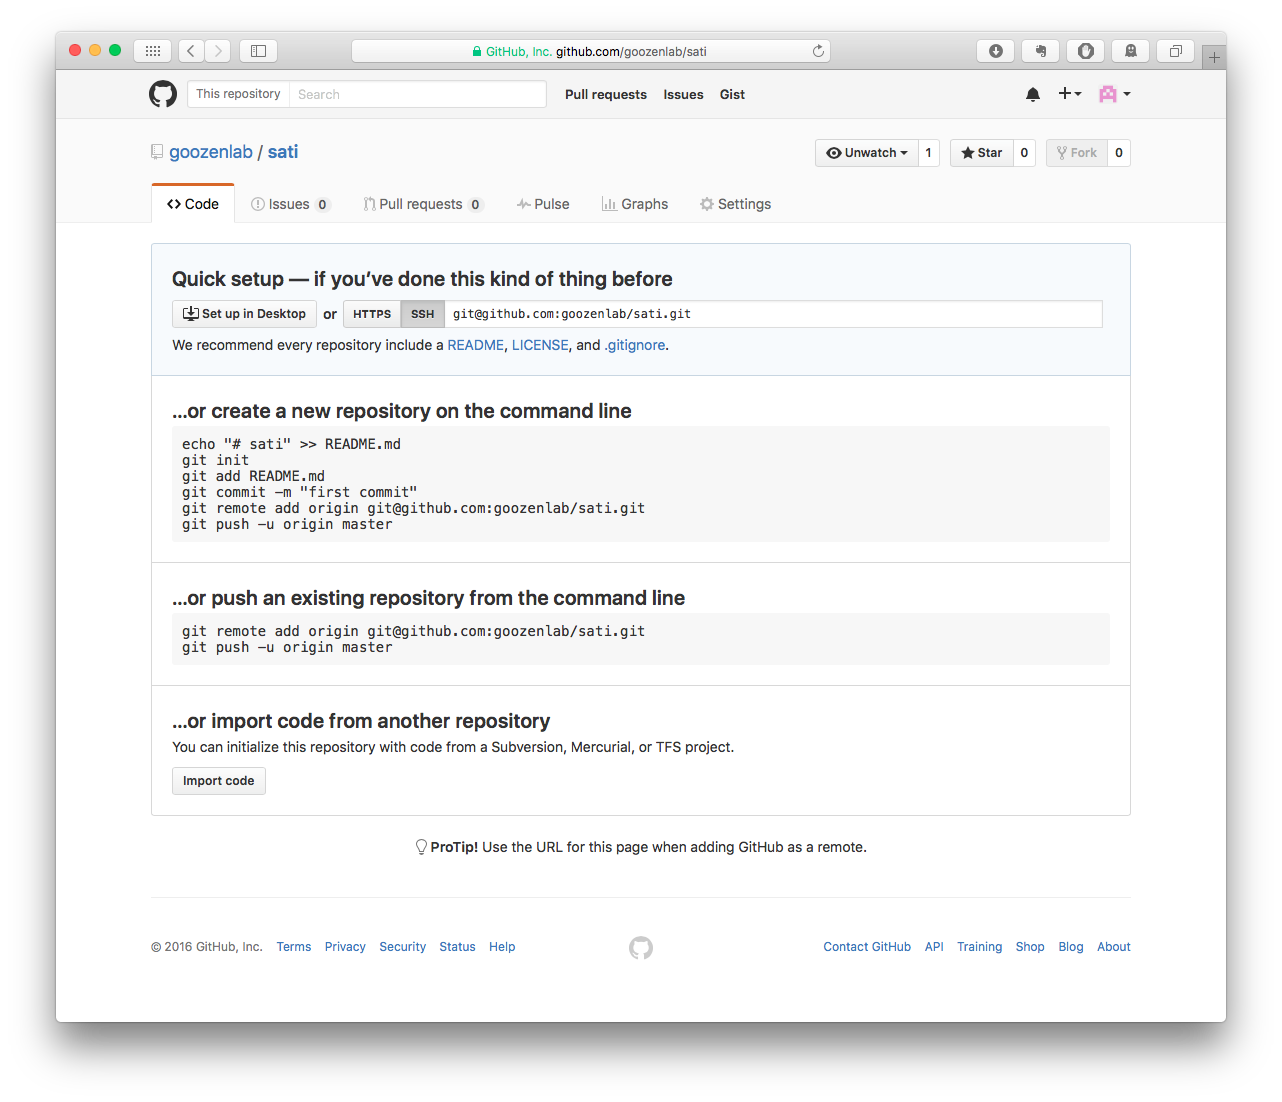 GitHub, Inc. github.com/goozenlab/sati
This repository Search Pull requests Issues Gist
goozenlab / sati Unwatch 1 Star 0 Fork 0
Code Issues 0 Pull requests 0 Pulse Graphs Settings
Quick setup — if you’ve done this kind of thing before
Set up in Desktop or HTTPS SSH git@github.com:goozenlab/sati.git
We recommend every repository include a README, LICENSE, and .gitignore.
…or create a new repository on the command line
echo "# sati" >> README.md
git init
git add README.md
git commit -m "first commit"
git remote add origin git@github.com:goozenlab/sati.git
git push -u origin master
…or push an existing repository from the command line
git remote add origin git@github.com:goozenlab/sati.git
git push -u origin master
…or import code from another repository
You can initialize this repository with code from a Subversion, Mercurial, or TFS project.
Import code
ProTip! Use the URL for this page when adding GitHub as a remote.
© 2016 GitHub, Inc. Terms Privacy Security Status Help Contact GitHub API Training Shop Blog About